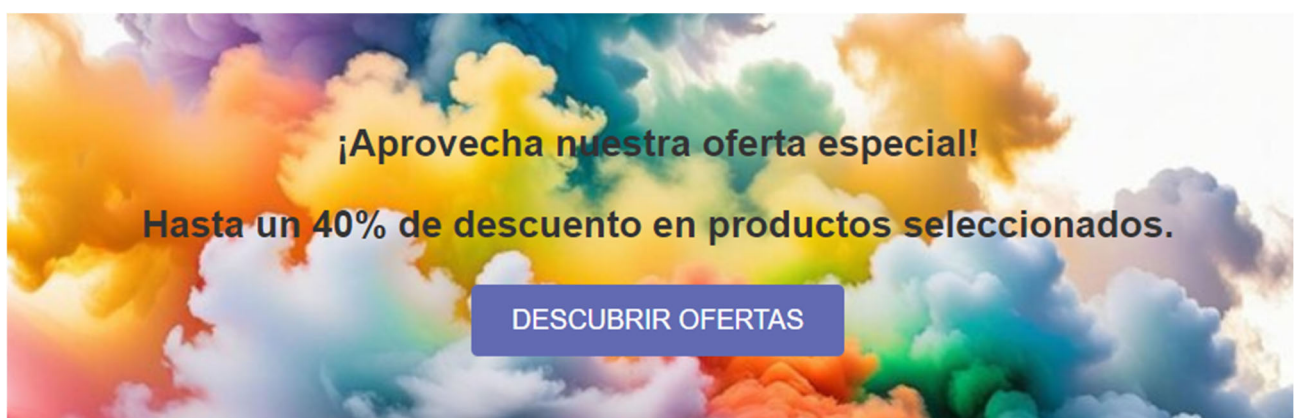 ¡Aprovecha nuestra oferta especial!
Hasta un 40% de descuento en productos seleccionados.
DESCUBRIR OFERTAS